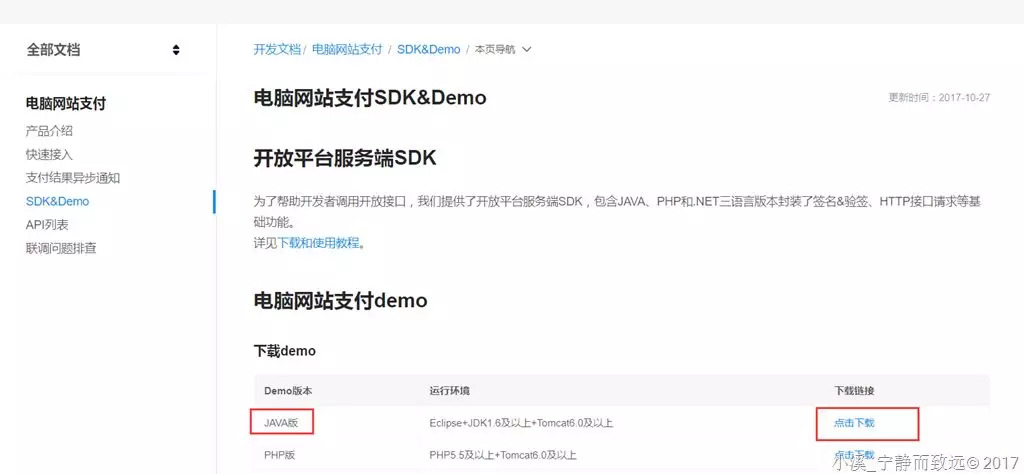 全部文档
开发文档 / 电脑网站支付 / SDK&Demo / 本页导航
电脑网站支付
产品介绍
快速接入
支付结果异步通知
SDK&Demo
API列表
联调问题排查
电脑网站支付SDK&Demo
更新时间：2017-10-27
开放平台服务端SDK
为了帮助开发者调用开放接口，我们提供了开放平台服务端SDK，包含JAVA、PHP和.NET三语言版本封装了签名&验签、HTTP接口请求等基
础功能。
详见下载和使用教程。
电脑网站支付demo
下载demo
Demo版本 运行环境 下载链接
JAVA版 Eclipse+JDK1.6及以上+Tomcat6.0及以上 点击下载
PHP版 PHP5.5及以上+Tomcat6.0及以上 点击下载
小溪_宁静而致远© 2017